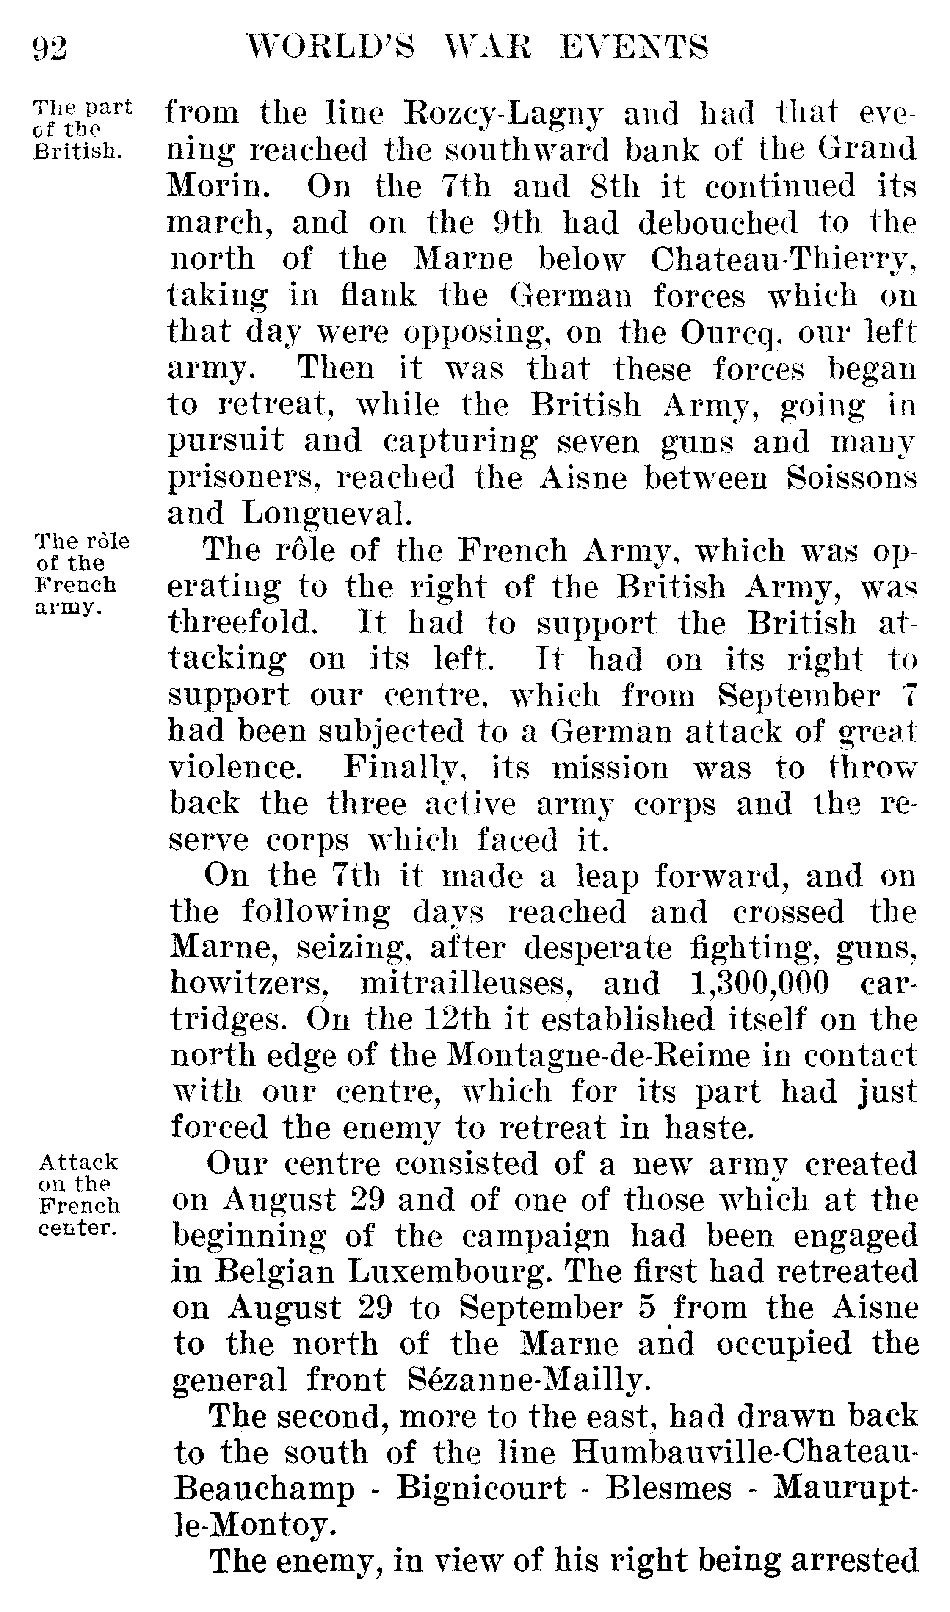 92 WORLD'S WAR EVENTS
The part
of the
British.
from the line Rozcy-Lagny and had that eve-
ning reached the southward bank of the Grand
Morin. On the 7th and 8th it continued its
march, and on the 9th had debouched to the
north of the Marne below Chateau-Thierry,
taking in flank the German forces which on
that day were opposing, on the Ourcq, our left
army. Then it was that these forces began
to retreat, while the British Army, going in
pursuit and capturing seven guns and many
prisoners, reached the Aisne between Soissons
and Longueval.
The rôle
of the
French
army.
The rôle of the French Army, which was op-
erating to the right of the British Army, was
threefold. It had to support the British at-
tacking on its left. It had on its right to
support our centre, which from September 7
had been subjected to a German attack of great
violence. Finally, its mission was to throw
back the three active army corps and the re-
serve corps which faced it.
On the 7th it made a leap forward, and on
the following days reached and crossed the
Marne, seizing, after desperate fighting, guns,
howitzers, mitrailleuses, and 1,300,000 car-
tridges. On the 12th it established itself on the
north edge of the Montagne-de-Reime in contact
with our centre, which for its part had just
forced the enemy to retreat in haste.
Attack
on the
French
center.
Our centre consisted of a new army created
on August 29 and of one of those which at the
beginning of the campaign had been engaged
in Belgian Luxembourg. The first had retreated
on August 29 to September 5 from the Aisne
to the north of the Marne and occupied the
general front Sézanne-Mailly.
The second, more to the east, had drawn back
to the south of the line Humbauville-Chateau-
Beauchamp - Bignicourt - Blesmes - Maurupt-
le-Montoy.
The enemy, in view of his right being arrested